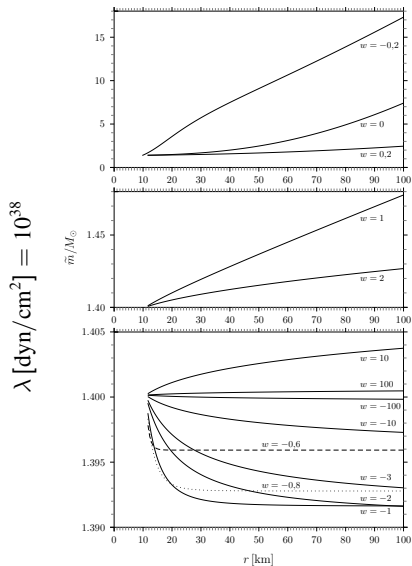 λ [dyn/cm²] = 10³⁸
m̃/M☉
15
10
5
0
w = −0,2
w = 0
w = 0,2
0 10 20 30 40 50 60 70 80 90 100
1.45
1.40
w = 1
w = 2
0 10 20 30 40 50 60 70 80 90 100
1.405
1.400
1.395
1.390
w = 10
w = 100
w = −100
w = −10
w = −0,6
w = −0,8
w = −3
w = −2
w = −1
0 10 20 30 40 50 60 70 80 90 100
r [km]